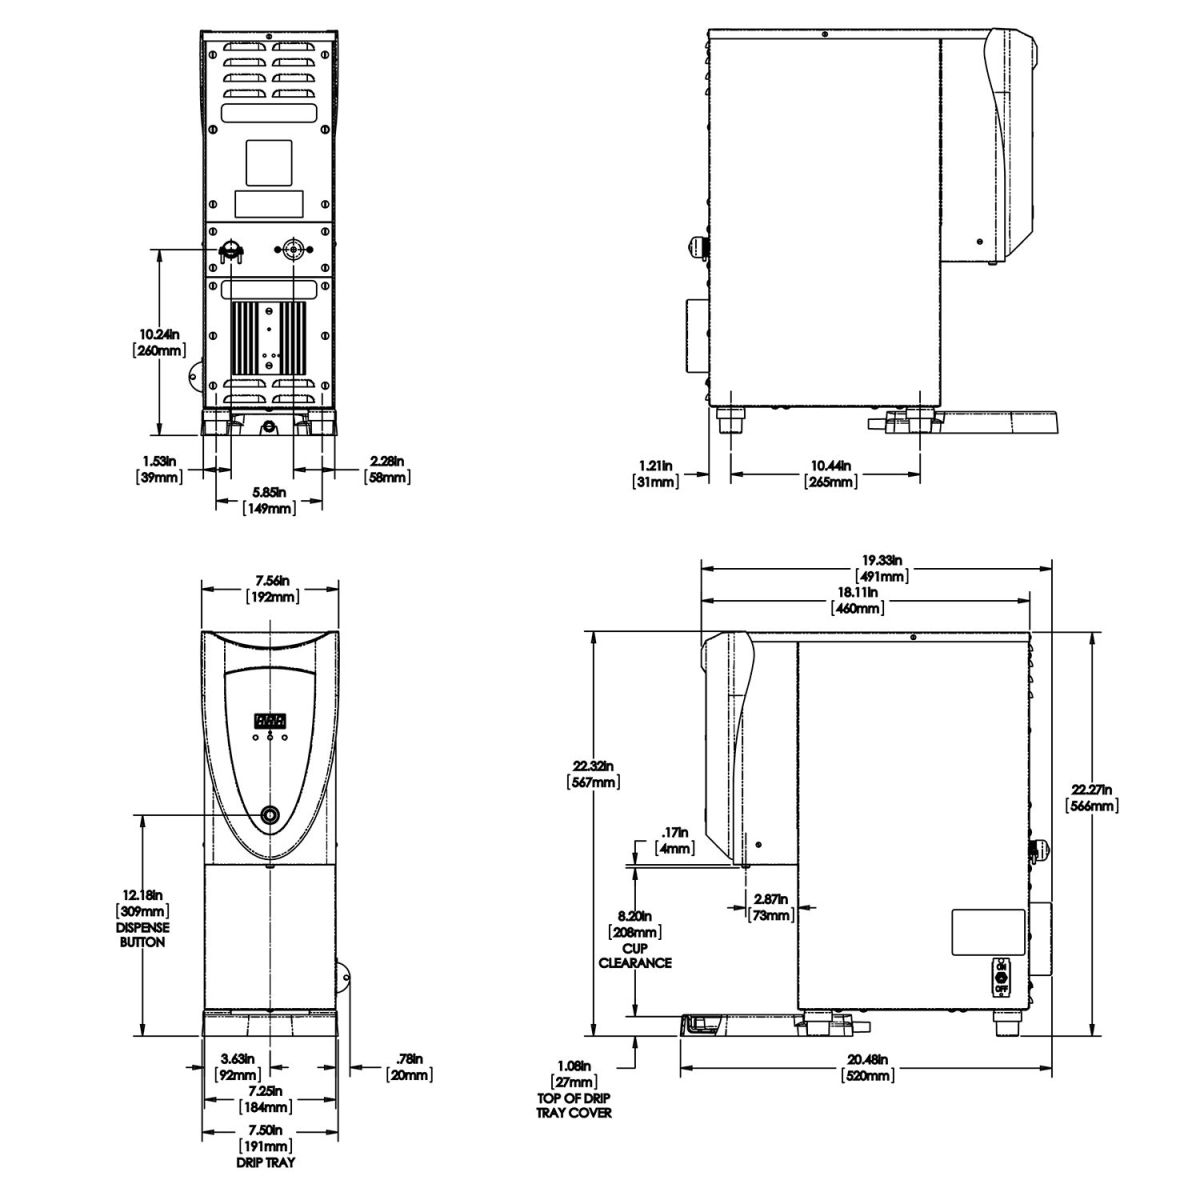 10.24in
[260mm]
1.53in
[39mm]
2.28in
[58mm]
5.85in
[149mm]
1.21in
[31mm]
10.44in
[265mm]
7.56in
[192mm]
12.18in
[309mm]
DISPENSE
BUTTON
3.63in
[92mm]
.78in
[20mm]
7.25in
[184mm]
7.50in
[191mm]
DRIP TRAY
19.33in
[491mm]
18.11in
[460mm]
22.32in
[567mm]
22.27in
[566mm]
.17in
[4mm]
2.87in
[73mm]
8.20in
[208mm]
CUP
CLEARANCE
ON
OFF
1.08in
[27mm]
TOP OF DRIP
TRAY COVER
20.48in
[520mm]